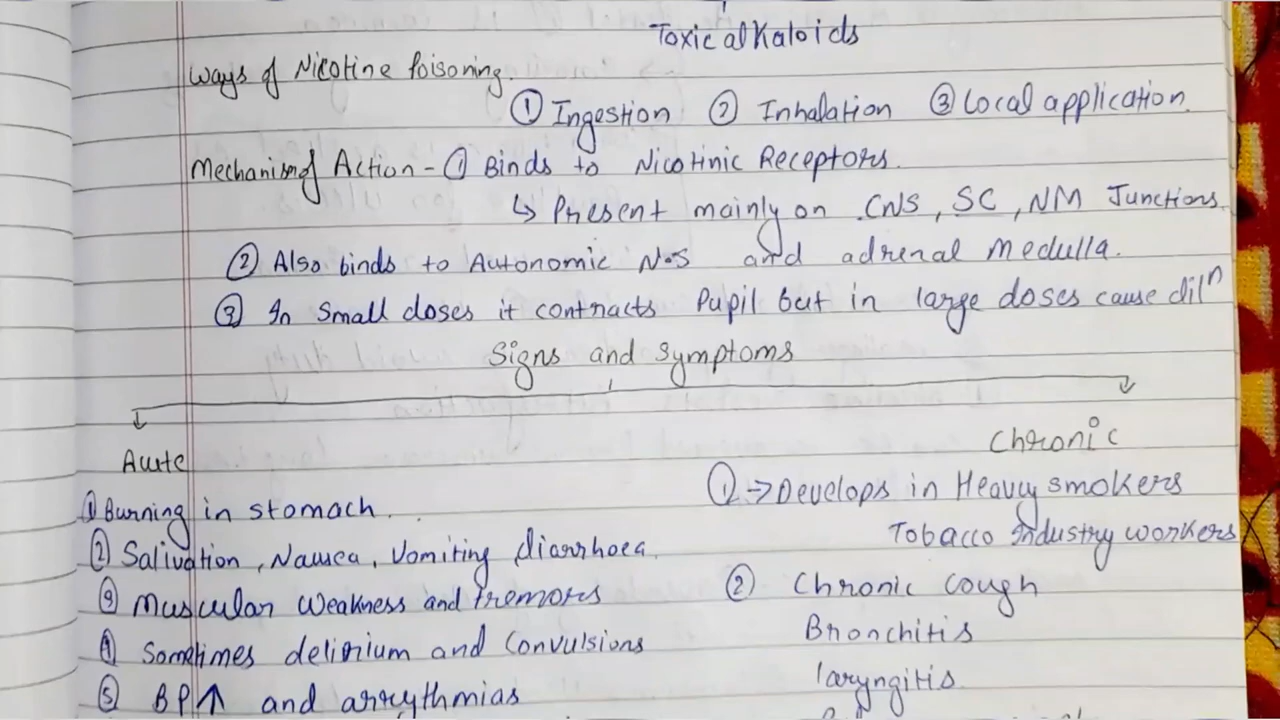 Toxic alkaloids
Ways of Nicotine Poisoning.
① Ingestion ② Inhalation ③ Local application.
Mechanism of Action - ① Binds to Nicotinic Receptors.
↳ Present mainly on CNS, SC, NM Junctions.
② Also binds to Autonomic N.S and adrenal Medulla.
③ In Small doses it contracts Pupil but in large doses cause dilⁿ
Signs and symptoms
Acute
① Burning in stomach.
② Salivation, Nausea, Vomiting diarrhoea.
③ Muscular Weakness and tremors
④ Sometimes delirium and Convulsions
⑤ BP↑ and arrythmias
Chronic
① → Develops in Heavy smokers
Tobacco industry workers
② Chronic Cough
Bronchitis
laryngitis